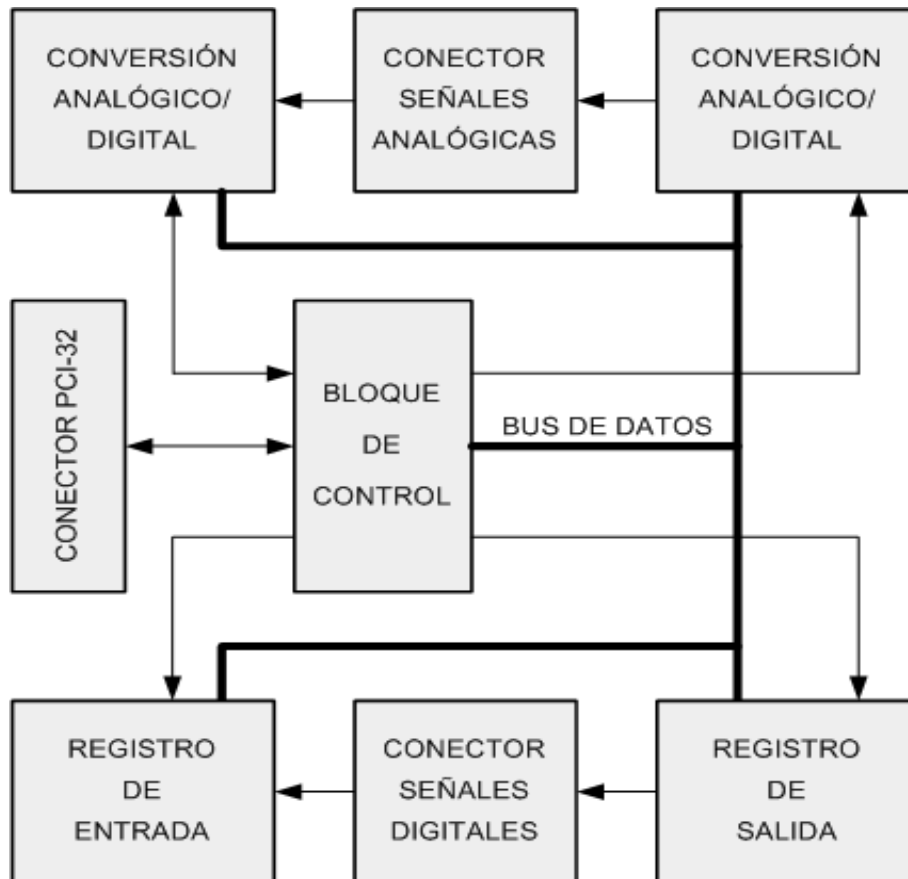 CONVERSIÓN
ANALÓGICO/
DIGITAL
CONECTOR
SEÑALES
ANALÓGICAS
CONVERSIÓN
ANALÓGICO/
DIGITAL
CONECTOR PCI-32
BLOQUE
DE
CONTROL
BUS DE DATOS
REGISTRO
DE
ENTRADA
CONECTOR
SEÑALES
DIGITALES
REGISTRO
DE
SALIDA